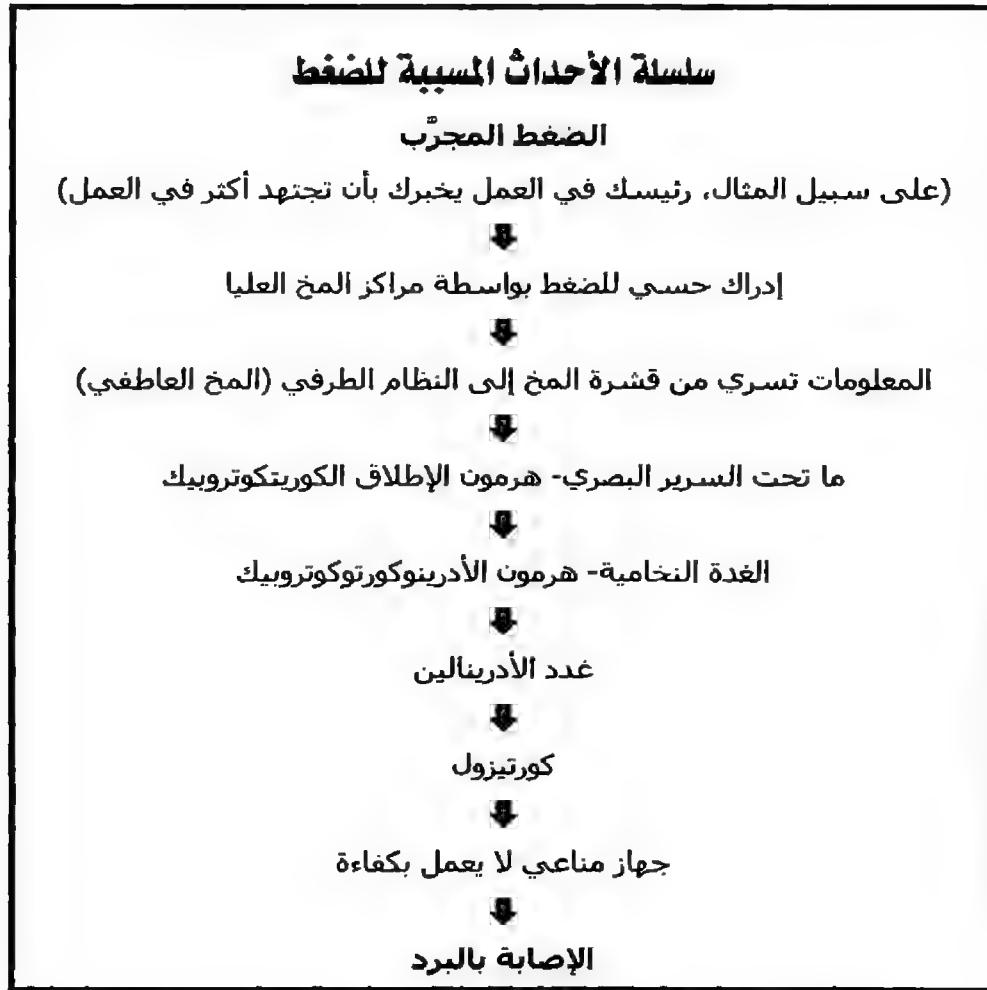 سلسلة الأحداث المسببة للضغط
الضغط المجرَّب
(على سبيل المثال، رئيسك في العمل يخبرك بأن تجتهد أكثر في العمل)
إدراك حسي للضغط بواسطة مراكز المخ العليا
المعلومات تسري من قشرة المخ إلى النظام الطرفي (المخ العاطفي)
ما تحت السرير البصري- هرمون الإطلاق الكوريتكوتروبيك
الغدة النخامية- هرمون الأدرينوكورتوكوتروبيك
غدد الأدرينالين
كورتيزول
جهاز مناعي لا يعمل بكفاءة
الإصابة بالبرد